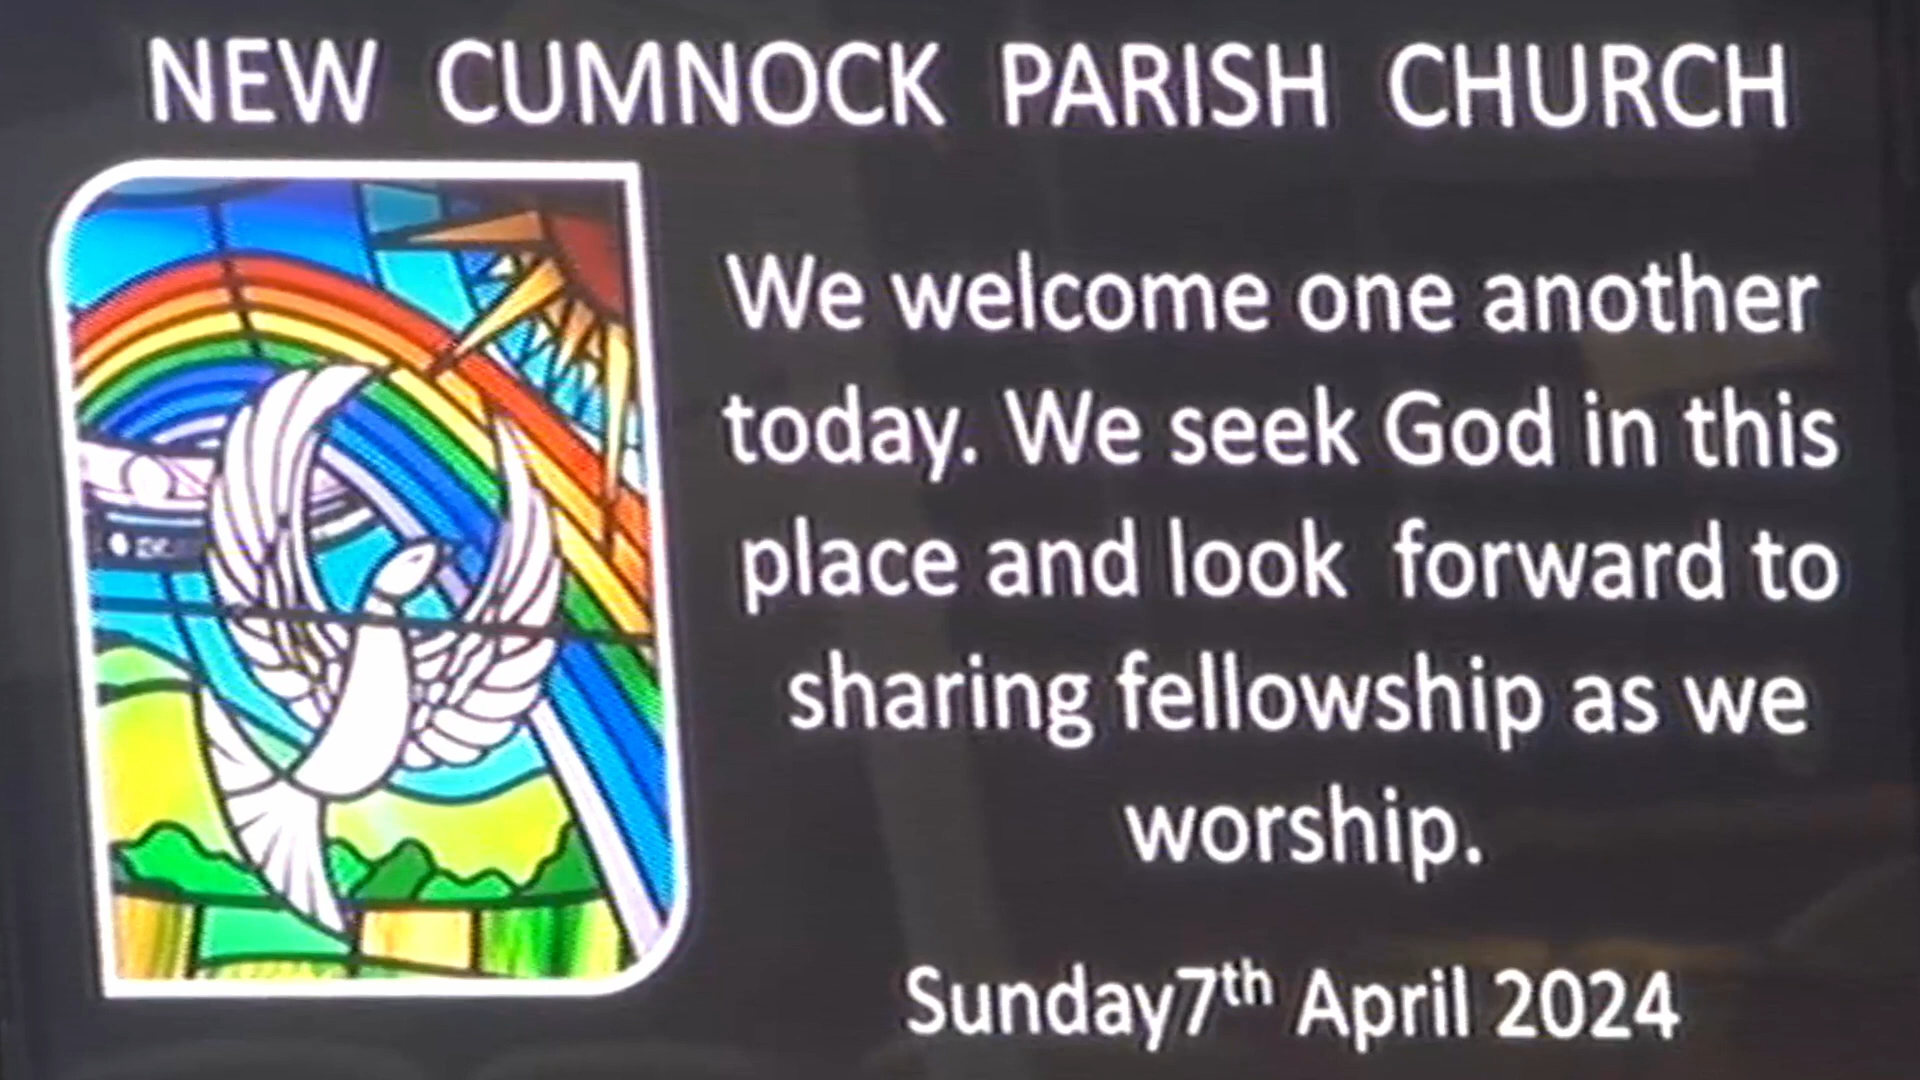 NEW CUMNOCK PARISH CHURCH
We welcome one another
today. We seek God in this
place and look forward to
sharing fellowship as we
worship.
Sunday7th April 2024